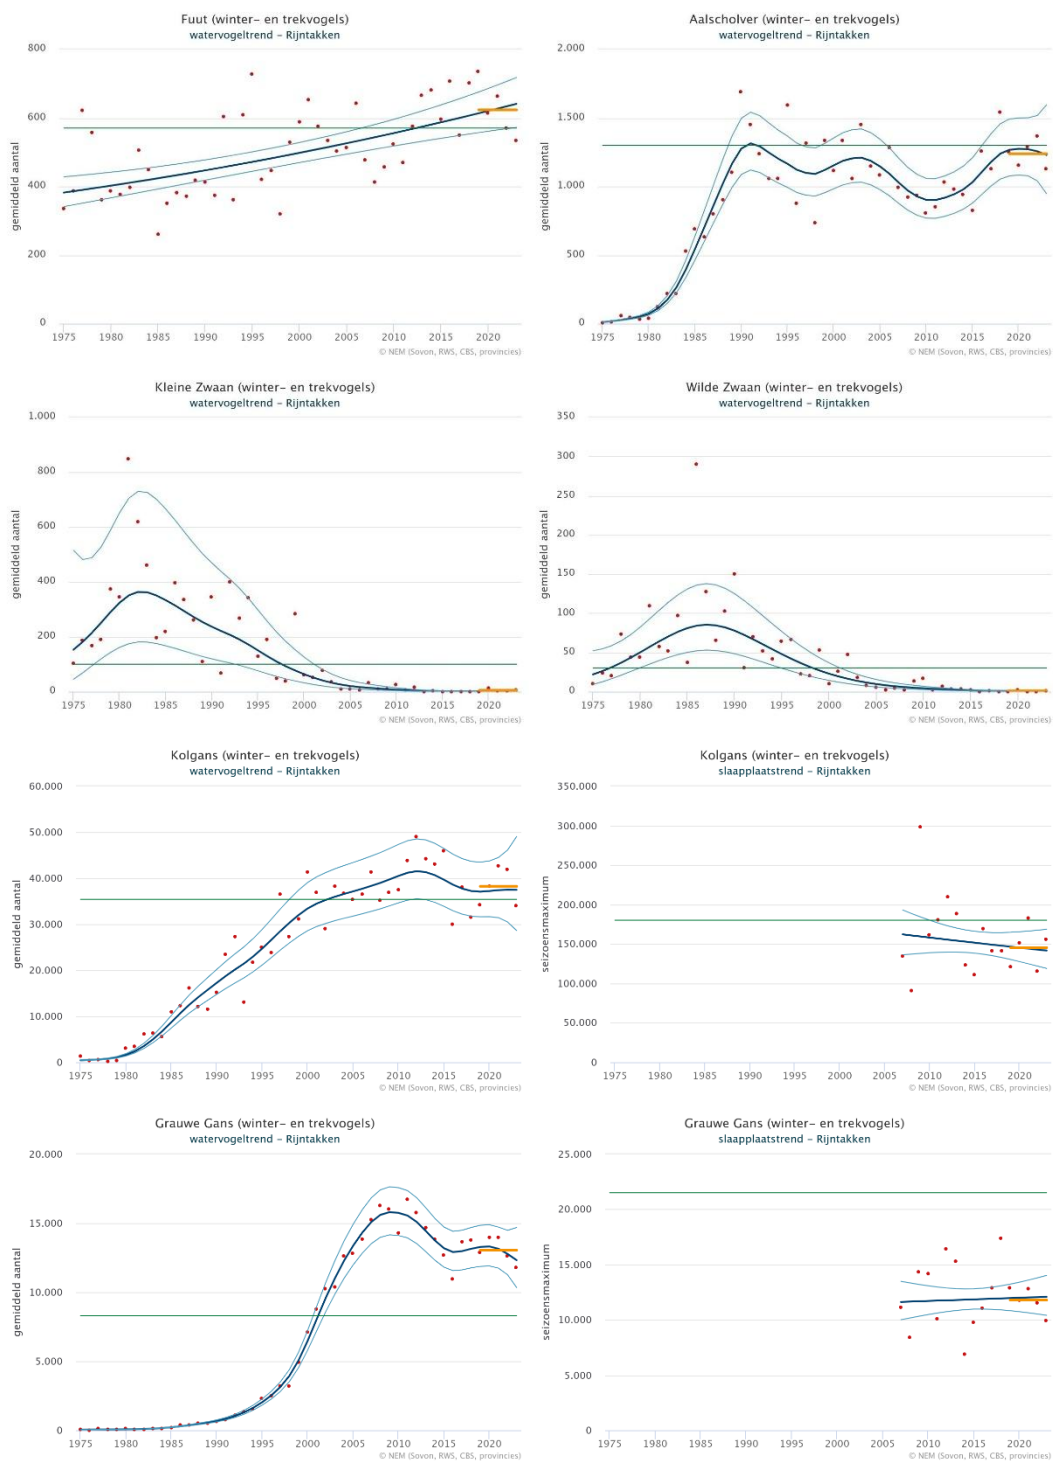 Fuut (winter- en trekvogels)
watervogeltrend - Rijntakken
800
600
400
200
0
gemiddeld aantal
1975 1980 1985 1990 1995 2000 2005 2010 2015 2020
© NEM (Sovon, RWS, CBS, provincies)
Aalscholver (winter- en trekvogels)
watervogeltrend - Rijntakken
2.000
1.500
1.000
500
0
gemiddeld aantal
1975 1980 1985 1990 1995 2000 2005 2010 2015 2020
© NEM (Sovon, RWS, CBS, provincies)
Kleine Zwaan (winter- en trekvogels)
watervogeltrend - Rijntakken
1.000
800
600
400
200
0
gemiddeld aantal
1975 1980 1985 1990 1995 2000 2005 2010 2015 2020
© NEM (Sovon, RWS, CBS, provincies)
Wilde Zwaan (winter- en trekvogels)
watervogeltrend - Rijntakken
350
300
250
200
150
100
50
0
gemiddeld aantal
1975 1980 1985 1990 1995 2000 2005 2010 2015 2020
© NEM (Sovon, RWS, CBS, provincies)
Kolgans (winter- en trekvogels)
watervogeltrend - Rijntakken
60.000
50.000
40.000
30.000
20.000
10.000
0
gemiddeld aantal
1975 1980 1985 1990 1995 2000 2005 2010 2015 2020
© NEM (Sovon, RWS, CBS, provincies)
Kolgans (winter- en trekvogels)
slaapplaatstrend - Rijntakken
350.000
300.000
250.000
200.000
150.000
100.000
50.000
0
seizoensmaximum
1975 1980 1985 1990 1995 2000 2005 2010 2015 2020
© NEM (Sovon, RWS, CBS, provincies)
Grauwe Gans (winter- en trekvogels)
watervogeltrend - Rijntakken
20.000
15.000
10.000
5.000
0
gemiddeld aantal
1975 1980 1985 1990 1995 2000 2005 2010 2015 2020
© NEM (Sovon, RWS, CBS, provincies)
Grauwe Gans (winter- en trekvogels)
slaapplaatstrend - Rijntakken
25.000
20.000
15.000
10.000
5.000
0
seizoensmaximum
1975 1980 1985 1990 1995 2000 2005 2010 2015 2020
© NEM (Sovon, RWS, CBS, provincies)